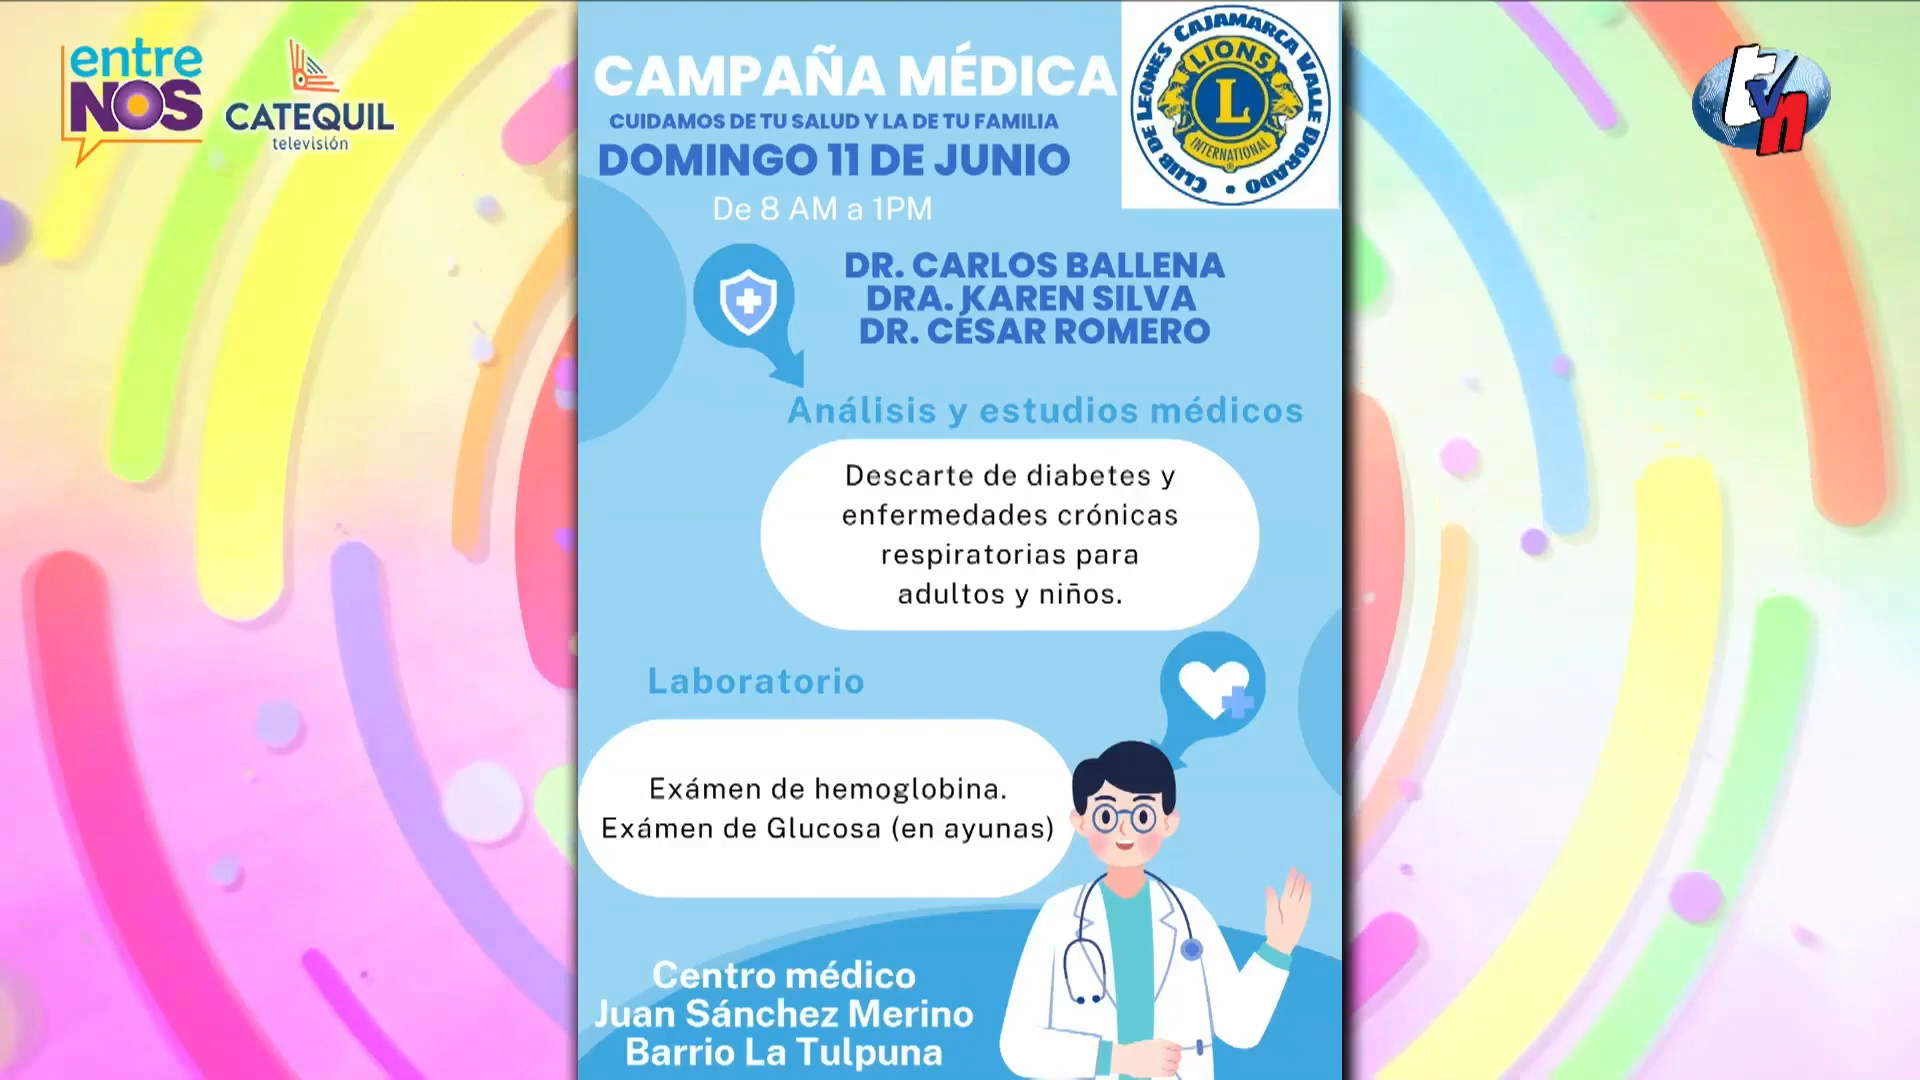 entre
NOS
CATEQUIL
televisión
CAMPAÑA MÉDICA
CUIDAMOS DE TU SALUD Y LA DE TU FAMILIA
DOMINGO 11 DE JUNIO
De 8 AM a 1PM
CLUB DE LEONES CAJAMARCA VALLE DORADO
LIONS
L
INTERNATIONAL
®
tvn
DR. CARLOS BALLENA
DRA. KAREN SILVA
DR. CÉSAR ROMERO
Análisis y estudios médicos
Descarte de diabetes y
enfermedades crónicas
respiratorias para
adultos y niños.
Laboratorio
Exámen de hemoglobina.
Exámen de Glucosa (en ayunas)
Centro médico
Juan Sánchez Merino
Barrio La Tulpuna